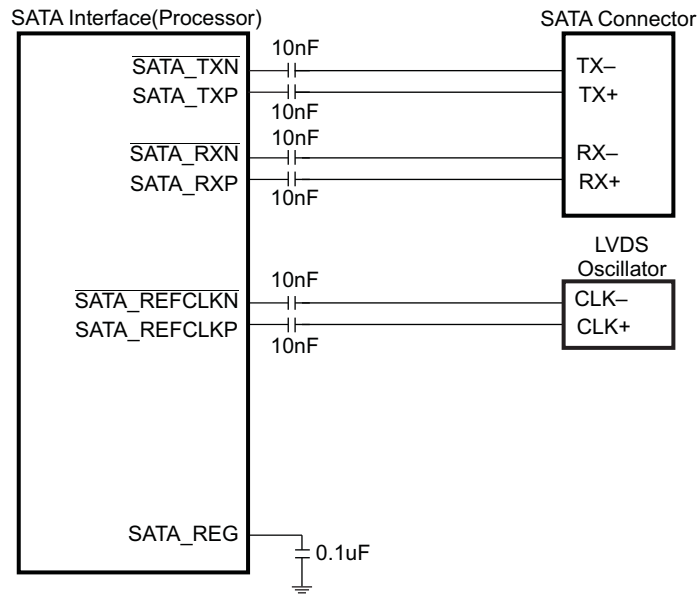 SATA Interface(Processor)
SATA Connector
10nF
SATA_TXN
TX–
SATA_TXP
TX+
10nF
10nF
SATA_RXN
RX–
SATA_RXP
RX+
10nF
LVDS
Oscillator
10nF
SATA_REFCLKN
CLK–
SATA_REFCLKP
CLK+
10nF
SATA_REG
0.1uF